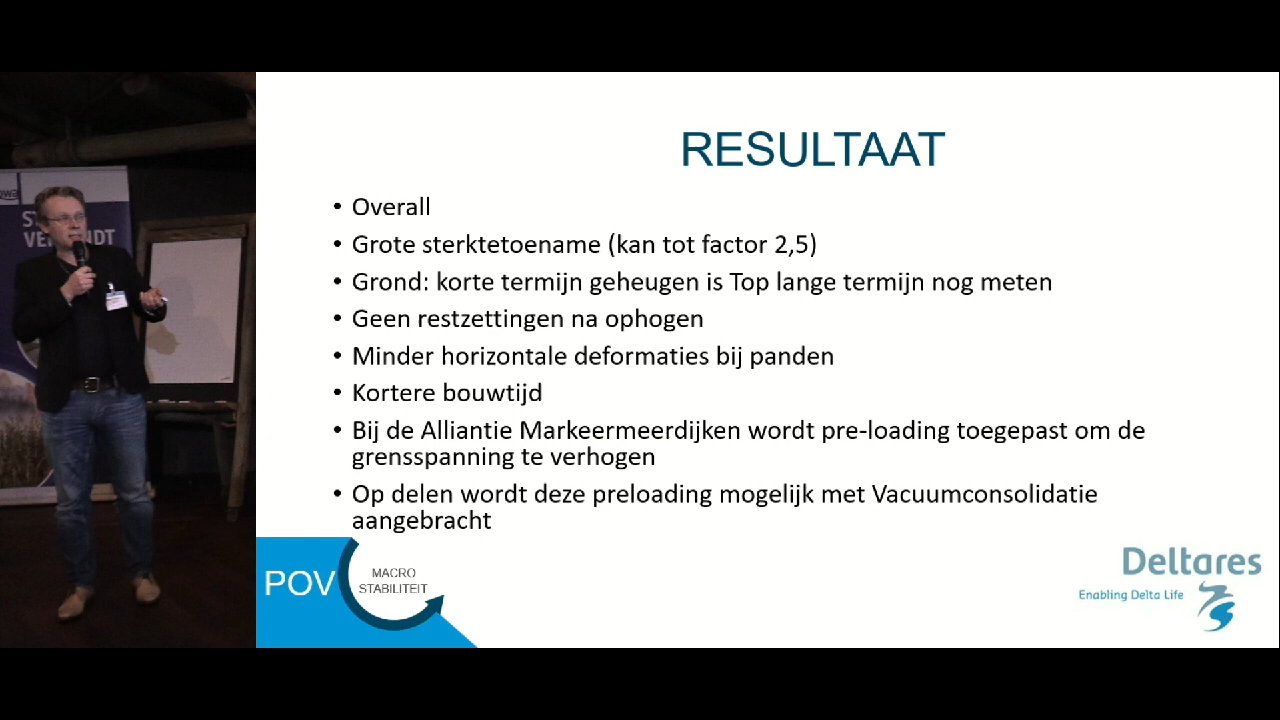 RESULTAAT
• Overall
• Grote sterktetoename (kan tot factor 2,5)
• Grond: korte termijn geheugen is Top lange termijn nog meten
• Geen restzettingen na ophogen
• Minder horizontale deformaties bij panden
• Kortere bouwtijd
• Bij de Alliantie Markeermeerdijken wordt pre-loading toegepast om de
grensspanning te verhogen
• Op delen wordt deze preloading mogelijk met Vacuumconsolidatie
aangebracht
POV
MACRO
STABILITEIT
Deltares
Enabling Delta Life